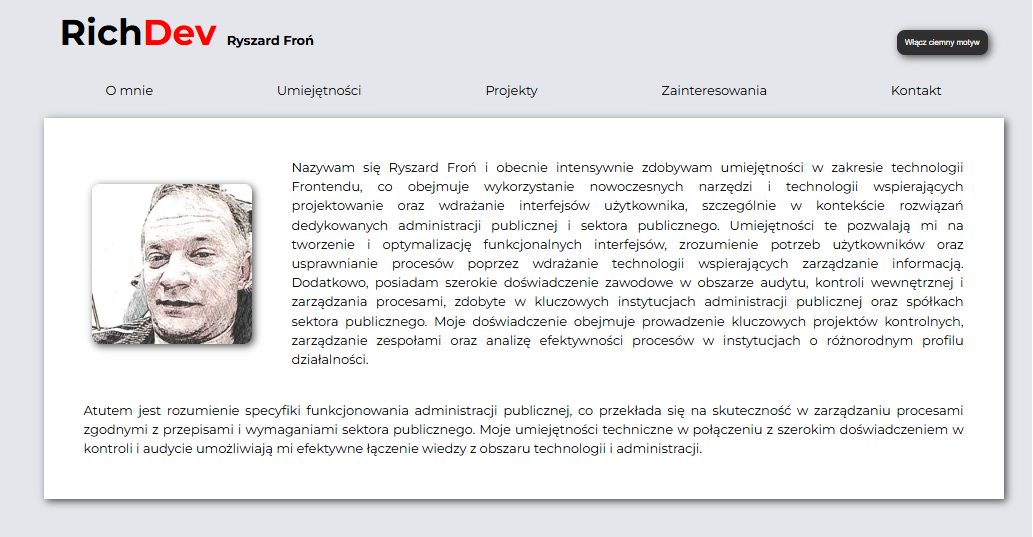 RichDev Ryszard Froń
Włącz ciemny motyw
O mnie Umiejętności Projekty Zainteresowania Kontakt
Nazywam się Ryszard Froń i obecnie intensywnie zdobywam umiejętności w zakresie technologii
Frontendu, co obejmuje wykorzystanie nowoczesnych narzędzi i technologii wspierających
projektowanie oraz wdrażanie interfejsów użytkownika, szczególnie w kontekście rozwiązań
dedykowanych administracji publicznej i sektora publicznego. Umiejętności te pozwalają mi na
tworzenie i optymalizację funkcjonalnych interfejsów, zrozumienie potrzeb użytkowników oraz
usprawnianie procesów poprzez wdrażanie technologii wspierających zarządzanie informacją.
Dodatkowo, posiadam szerokie doświadczenie zawodowe w obszarze audytu, kontroli wewnętrznej i
zarządzania procesami, zdobyte w kluczowych instytucjach administracji publicznej oraz spółkach
sektora publicznego. Moje doświadczenie obejmuje prowadzenie kluczowych projektów kontrolnych,
zarządzanie zespołami oraz analizę efektywności procesów w instytucjach o różnorodnym profilu
działalności.
Atutem jest rozumienie specyfiki funkcjonowania administracji publicznej, co przekłada się na skuteczność w zarządzaniu procesami
zgodnymi z przepisami i wymaganiami sektora publicznego. Moje umiejętności techniczne w połączeniu z szerokim doświadczeniem w
kontroli i audycie umożliwiają mi efektywne łączenie wiedzy z obszaru technologii i administracji.